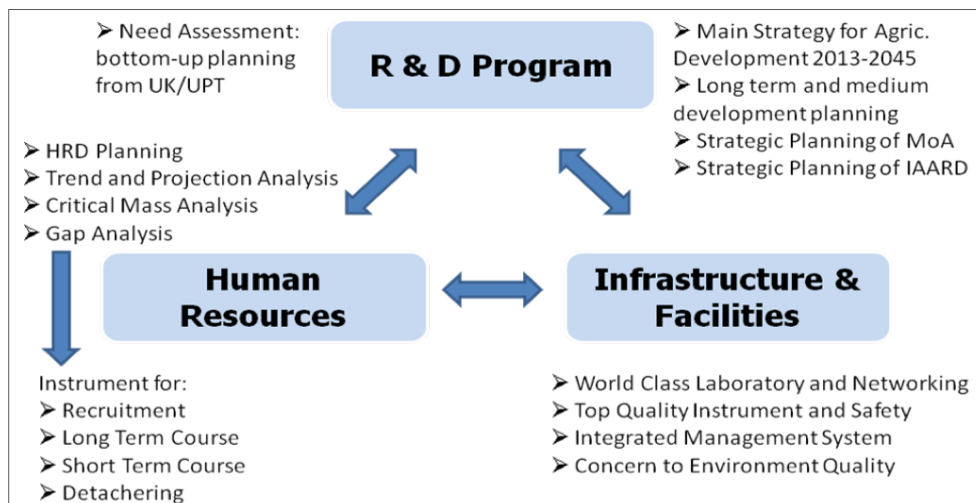 ➢ Need Assessment:
bottom-up planning
from UK/UPT
R & D Program
➢ Main Strategy for Agric.
Development 2013-2045
➢ Long term and medium
development planning
➢ Strategic Planning of MoA
➢ Strategic Planning of IAARD
➢ HRD Planning
➢ Trend and Projection Analysis
➢ Critical Mass Analysis
➢ Gap Analysis
Human
Resources
Infrastructure &
Facilities
Instrument for:
➢ Recruitment
➢ Long Term Course
➢ Short Term Course
➢ Detachering
➢ World Class Laboratory and Networking
➢ Top Quality Instrument and Safety
➢ Integrated Management System
➢ Concern to Environment Quality